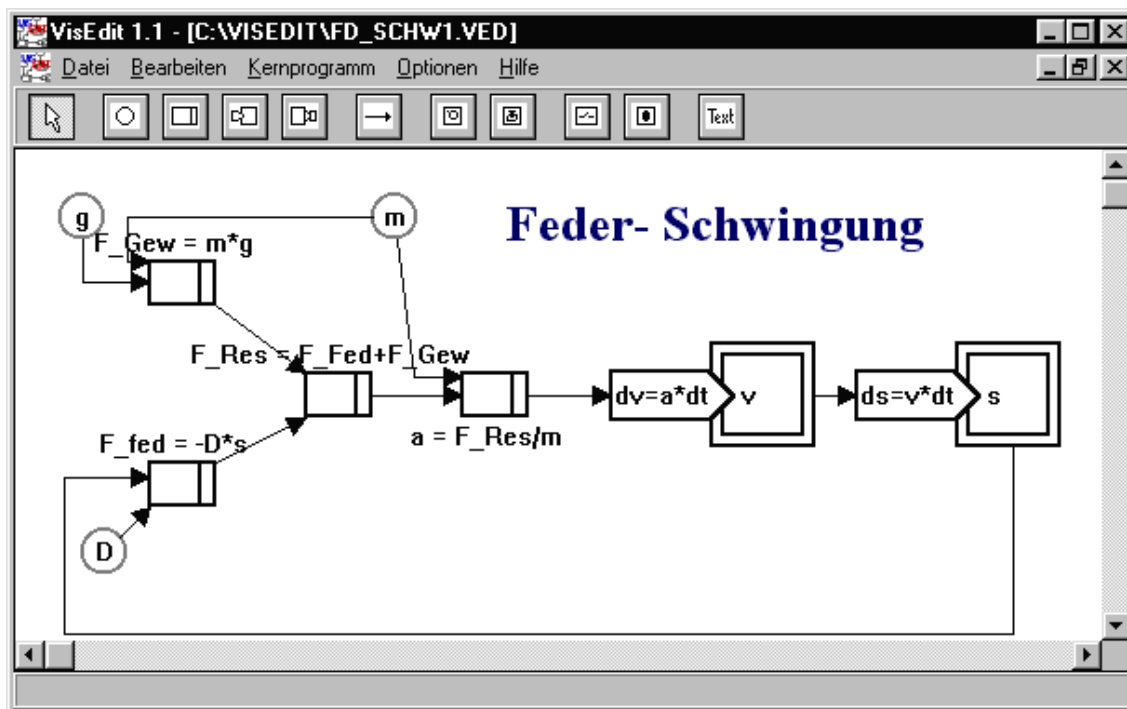 VisEdit 1.1 - [C:\VISEDIT\FD_SCHW1.VED]
Datei Bearbeiten Kernprogramm Optionen Hilfe
Text
g
m
Feder- Schwingung
F_Gew = m*g
F_Res = F_Fed+F_Gew
dv=a*dt
v
ds=v*dt
s
a = F_Res/m
F_fed = -D*s
D